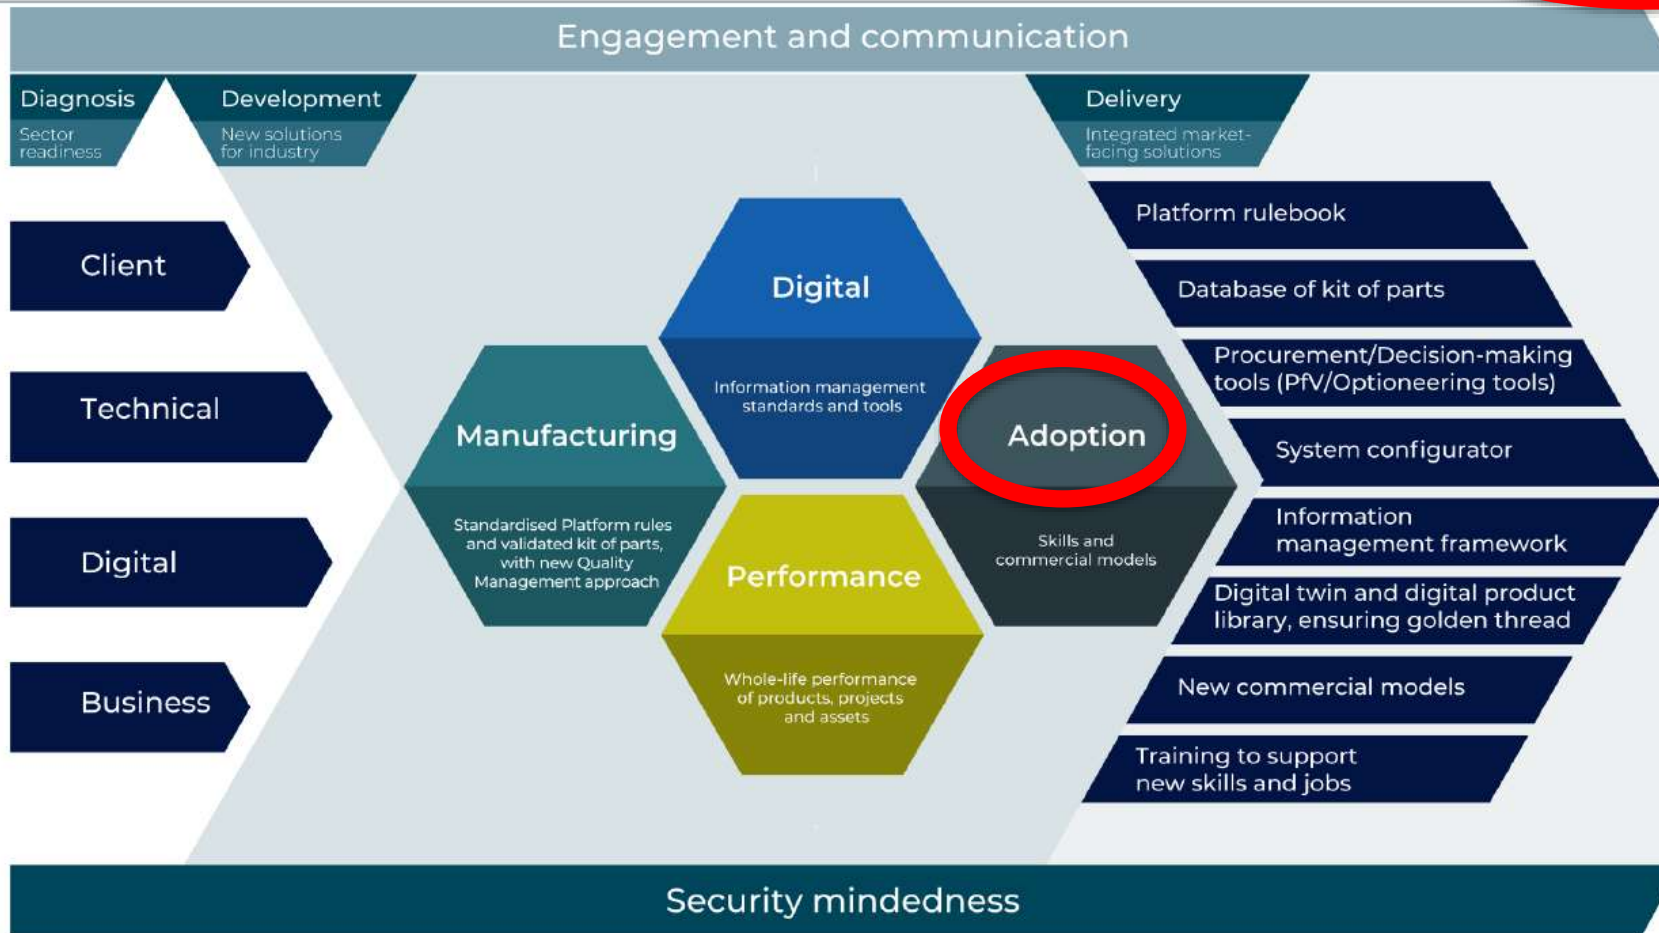 Engagement and communication
Diagnosis
Sector
readiness
Development
New solutions
for industry
Delivery
Integrated market-
facing solutions
Client
Technical
Digital
Business
Digital
Information management
standards and tools
Manufacturing
Standardised Platform rules
and validated kit of parts,
with new Quality
Management approach
Performance
Whole-life performance
of products, projects
and assets
Adoption
Skills and
commercial models
Platform rulebook
Database of kit of parts
Procurement/Decision-making
tools (PfV/Optioneering tools)
System configurator
Information
management framework
Digital twin and digital product
library, ensuring golden thread
New commercial models
Training to support
new skills and jobs
Security mindedness